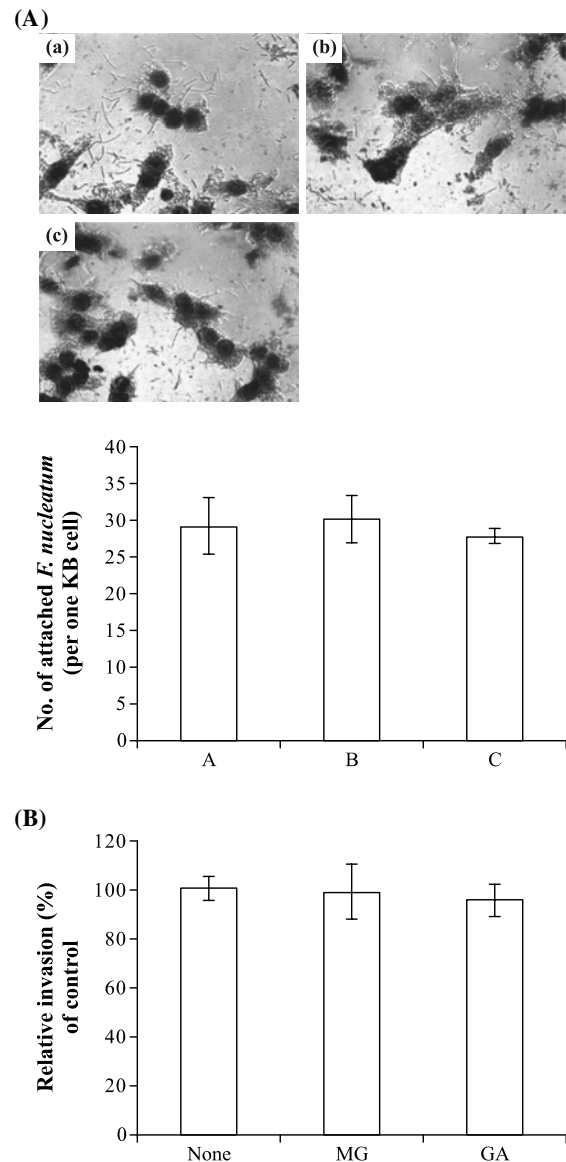 (A)
(a)
(b)
(c)
40
35
30
25
20
15
10
5
0
No. of attached F. nucleatum
(per one KB cell)
A
B
C
(B)
120
100
80
60
40
20
0
Relative invasion (%)
of control
None
MG
GA